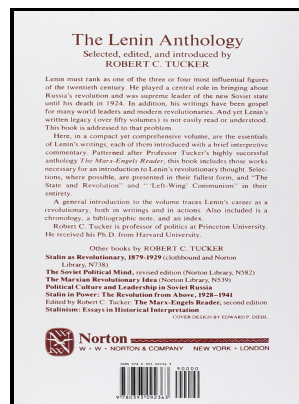 The Lenin Anthology
Selected, edited, and introduced by
ROBERT C. TUCKER
Lenin must rank as one of the three or four most influential figures
of the twentieth century. He played a central role in bringing about
Russia's revolution and was supreme leader of the new Soviet state
until his death in 1924. In addition, his writings have been gospel
for many world leaders and modern revolutionaries. And yet Lenin's
written legacy (over fifty volumes) is not easily read or understood.
This book is addressed to that problem.
Here, in a compact yet comprehensive volume, are the essentials
of Lenin's writings, each of them introduced with a brief interpretive
commentary. Patterned after Professor Tucker's highly successful
anthology The Marx-Engels Reader, this book includes those works
necessary for an introduction to Lenin's revolutionary thought. Selec-
tions, where possible, are presented in their fullest form, and "The
State and Revolution" and "'Left-Wing' Communism" in their
entirety.
A general introduction to the volume traces Lenin's career as a
revolutionary, both in writings and in actions. Also included is a
chronology, a bibliographic note, and an index.
Robert C. Tucker is professor of politics at Princeton University.
He received his Ph.D. from Harvard University.
Other books by ROBERT C. TUCKER
Stalin as Revolutionary, 1879-1929 (clothbound and Norton
Library, N738)
The Soviet Political Mind, revised edition (Norton Library, N582)
The Marxian Revolutionary Idea (Norton Library, N539)
Political Culture and Leadership in Soviet Russia
Stalin in Power: The Revolution from Above, 1928-1941
Edited by Robert C. Tucker: The Marx-Engels Reader, second edition
Stalinism: Essays in Historical Interpretation
COVER DESIGN BY EDWARD P. DIEHL
Norton
W · W · NORTON & COMPANY NEW YORK · LONDON
90000
9 780393 092363